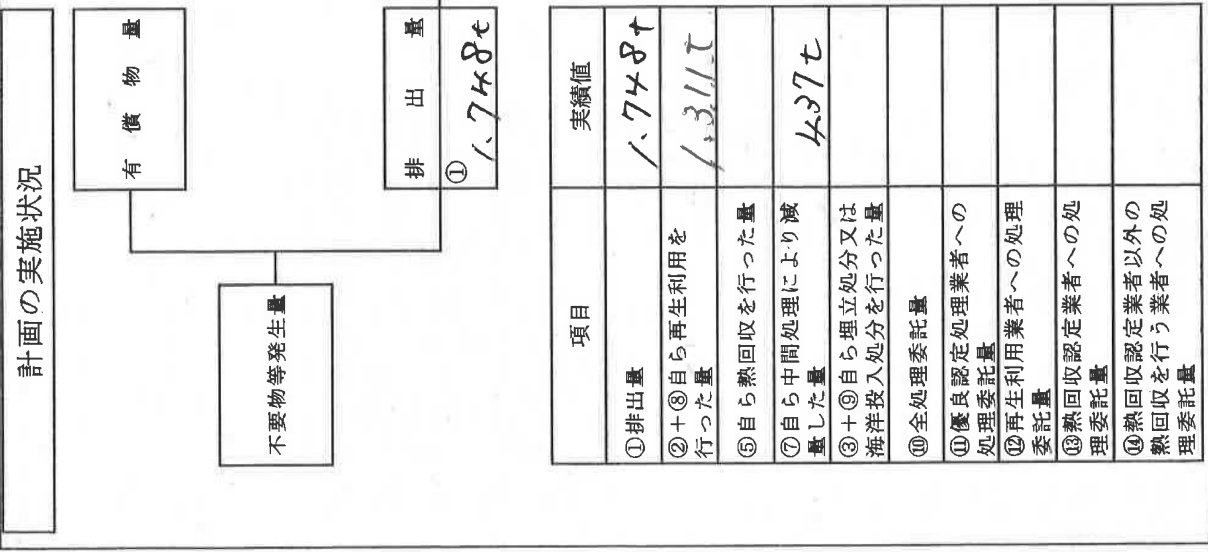 計画の実施状況
有償物量
不要物等発生量
排出量
①
1、748t
項目
実績値
①排出量
1、748t
②+⑧自ら再生利用を
行った量
1、311t
⑤自ら熱回収を行った量
⑦自ら中間処理により減
量した量
437t
③+⑨自ら埋立処分又は
海洋投入処分を行った量
⑩全処理委託量
⑪優良認定処理業者への
処理委託量
⑫再生利用業者への処理
委託量
⑬熱回収認定業者への処
理委託量
⑭熱回収認定業者以外の
熱回収を行う業者への処
理委託量